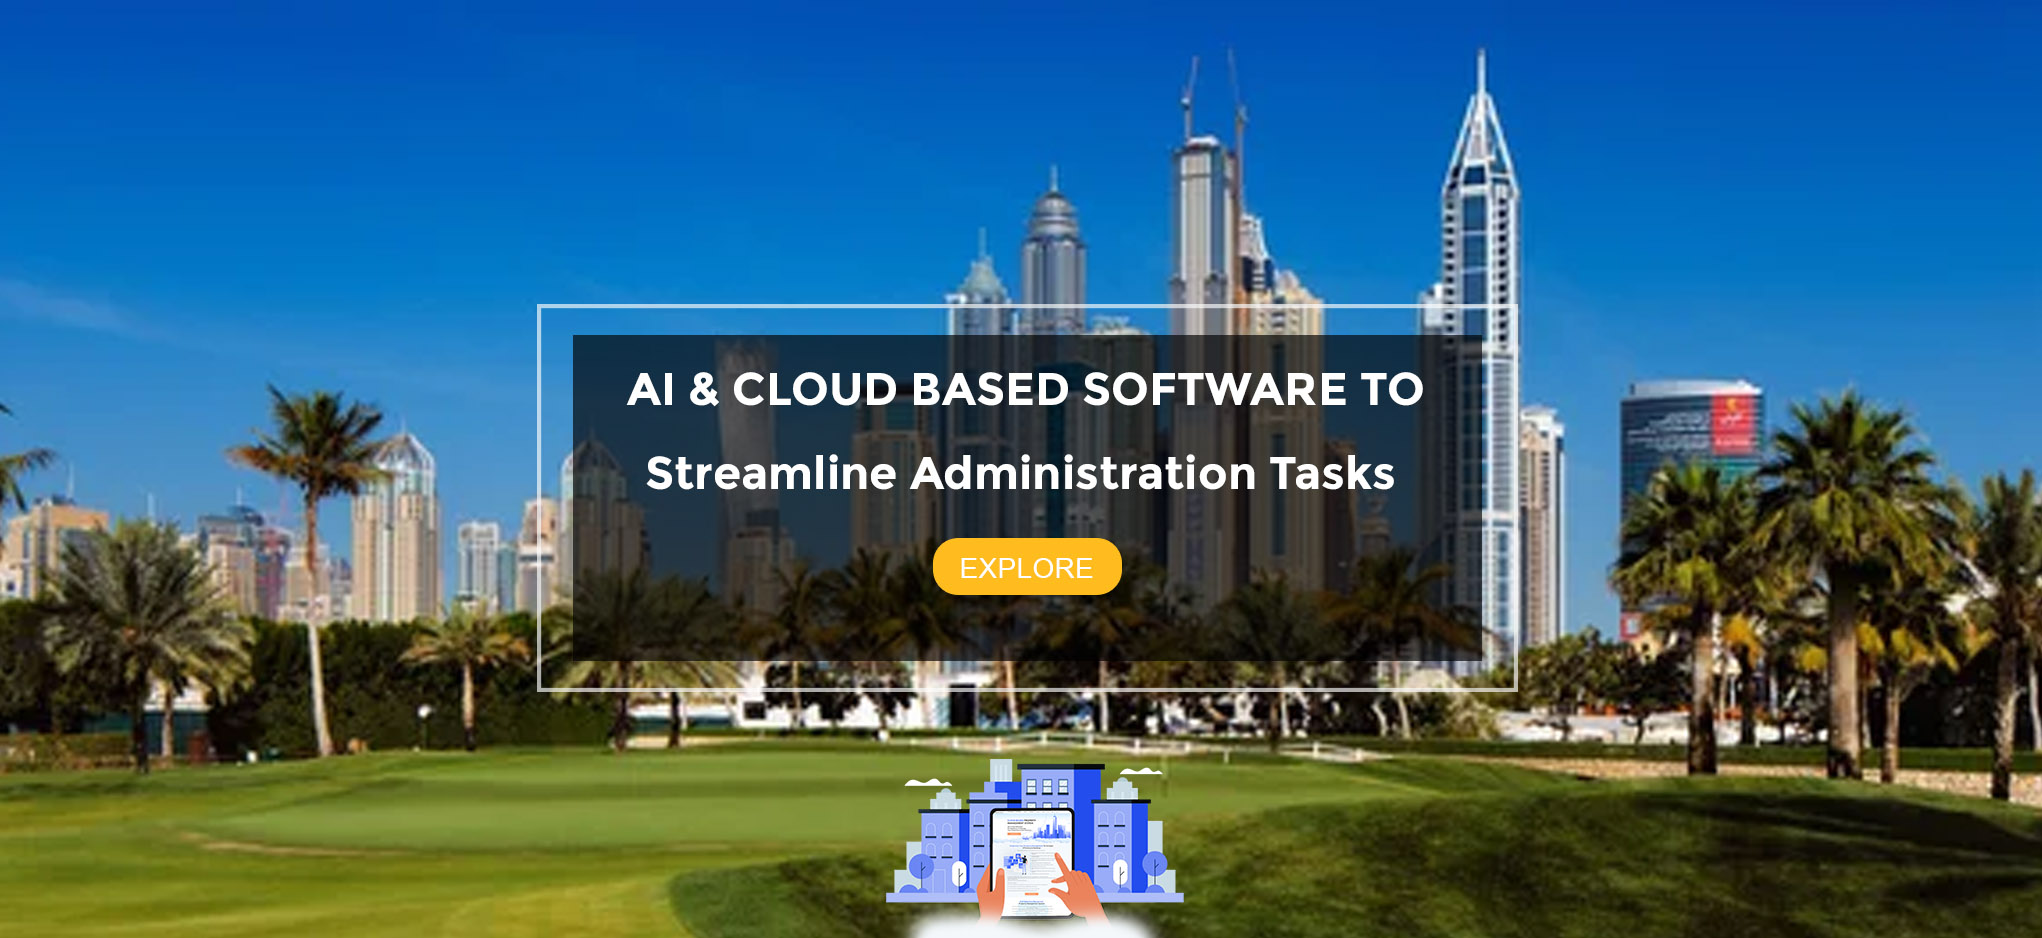 AI & CLOUD BASED SOFTWARE TO
Streamline Administration Tasks
EXPLORE